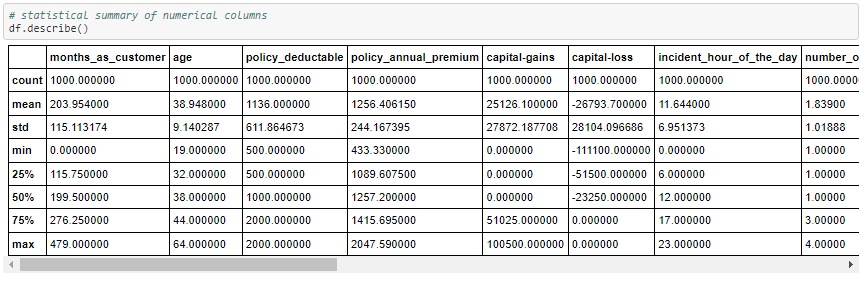 # statistical summary of numerical columns
df.describe()
months_as_customer age policy_deductable policy_annual_premium capital-gains capital-loss incident_hour_of_the_day number_o
count 1000.000000 1000.000000 1000.000000 1000.000000 1000.000000 1000.000000 1000.000000 1000.0000
mean 203.954000 38.948000 1136.000000 1256.406150 25126.100000 -26793.700000 11.644000 1.83900
std 115.113174 9.140287 611.864673 244.167395 27872.187708 28104.096686 6.951373 1.01888
min 0.000000 19.000000 500.000000 433.330000 0.000000 -111100.000000 0.000000 1.00000
25% 115.750000 32.000000 500.000000 1089.607500 0.000000 -51500.000000 6.000000 1.00000
50% 199.500000 38.000000 1000.000000 1257.200000 0.000000 -23250.000000 12.000000 1.00000
75% 276.250000 44.000000 2000.000000 1415.695000 51025.000000 0.000000 17.000000 3.00000
max 479.000000 64.000000 2000.000000 2047.590000 100500.000000 0.000000 23.000000 4.00000